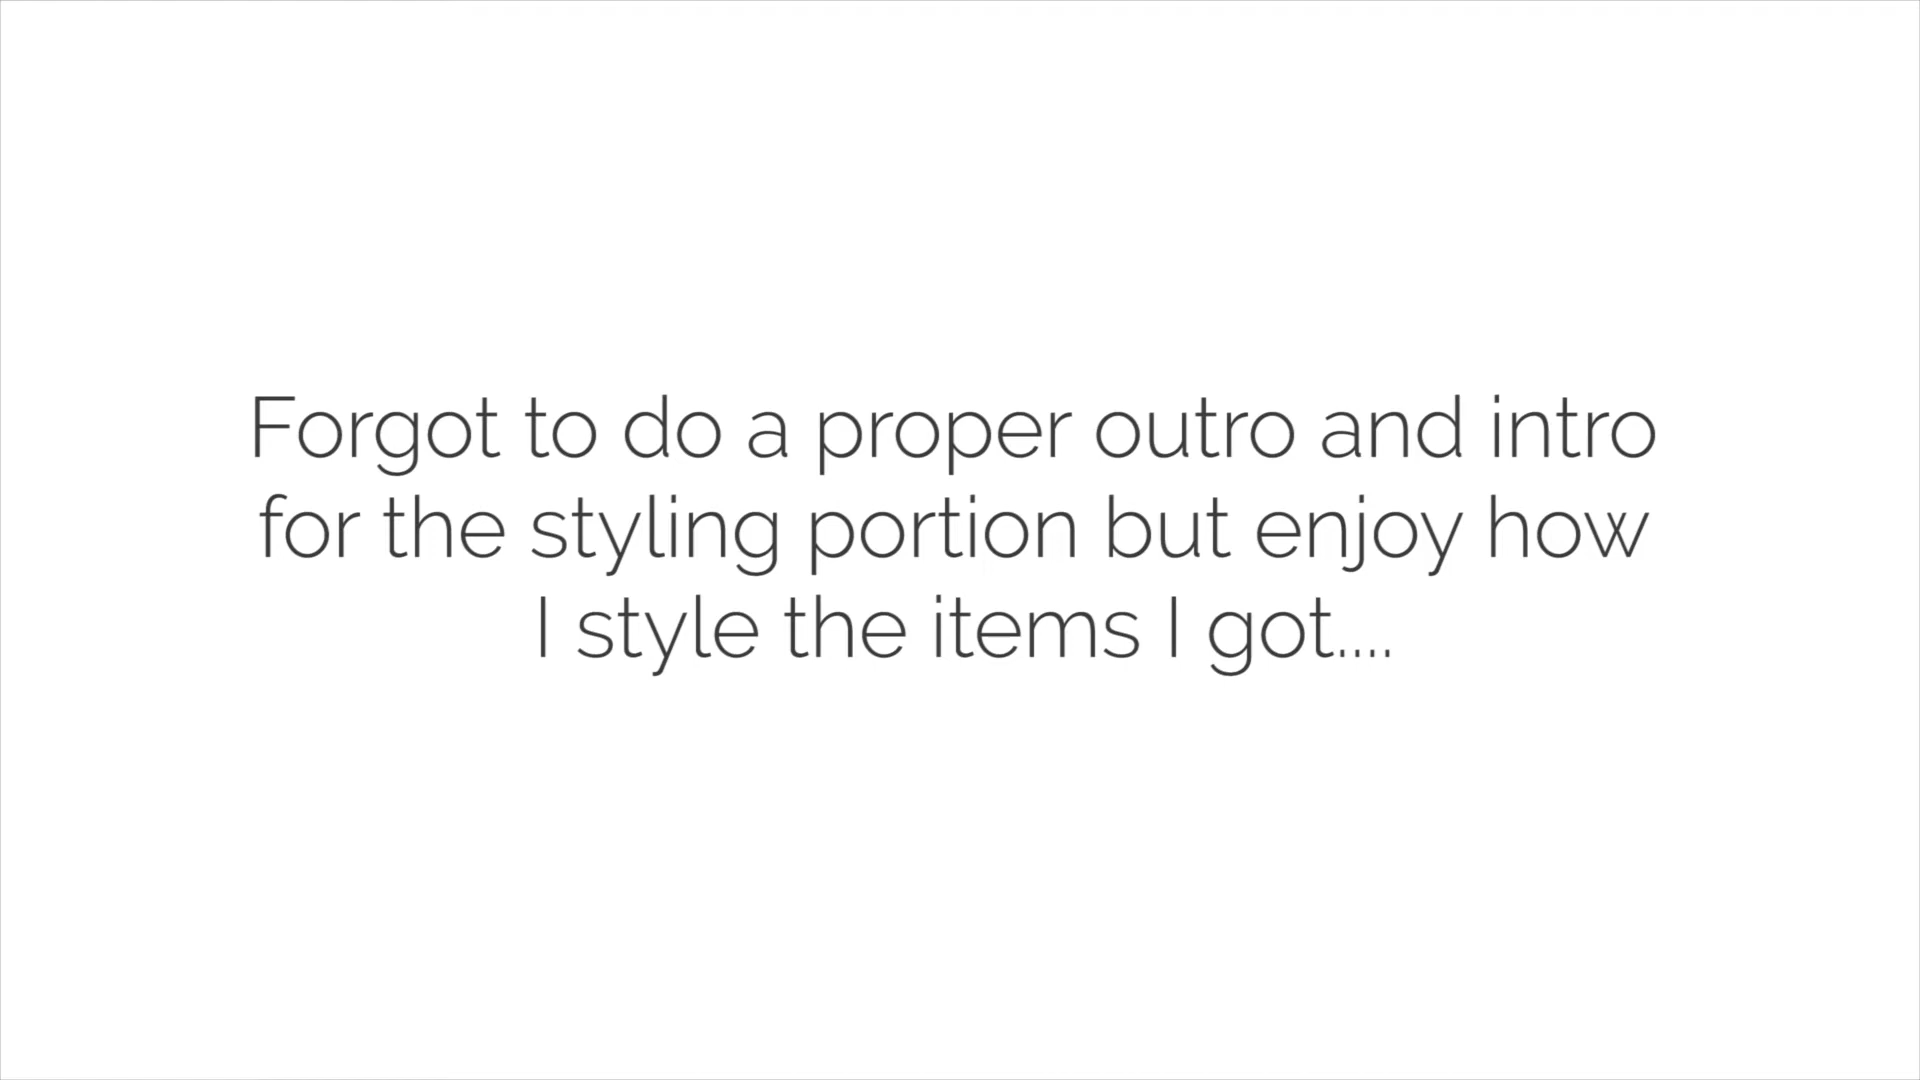 Forgot to do a proper outro and intro
for the styling portion but enjoy how
I style the items I got....